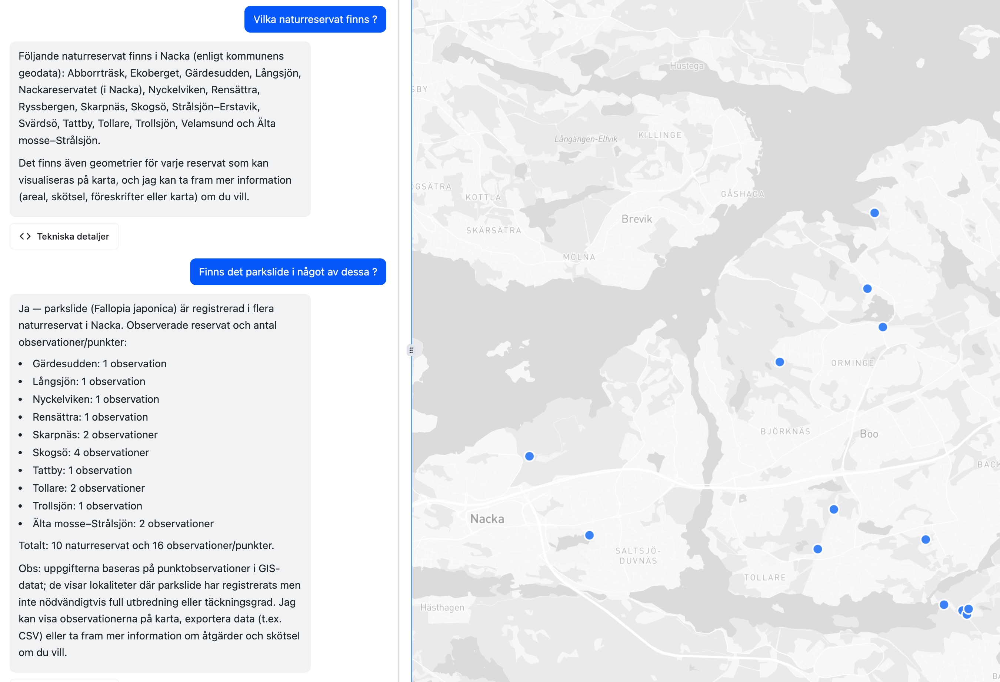 Vilka naturreservat finns ?
Följande naturreservat finns i Nacka (enligt kommunens
geodata): Abborrträsk, Ekoberget, Gärdesudden, Långsjön,
Nackareservatet (i Nacka), Nyckelviken, Rensättra,
Ryssbergen, Skarpnäs, Skogsö, Strålsjön–Erstavik,
Svärdsö, Tattby, Tollare, Trollsjön, Velamsund och Älta
mosse–Strålsjön.
Det finns även geometrier för varje reservat som kan
visualiseras på karta, och jag kan ta fram mer information
(areal, skötsel, föreskrifter eller karta) om du vill.
Tekniska detaljer
Finns det parkslide i något av dessa ?
Ja — parkslide (Fallopia japonica) är registrerad i flera
naturreservat i Nacka. Observerade reservat och antal
observationer/punkter:
• Gärdesudden: 1 observation
• Långsjön: 1 observation
• Nyckelviken: 1 observation
• Rensättra: 1 observation
• Skarpnäs: 2 observationer
• Skogsö: 4 observationer
• Tattby: 1 observation
• Tollare: 2 observationer
• Trollsjön: 1 observation
• Älta mosse–Strålsjön: 2 observationer
Totalt: 10 naturreservat och 16 observationer/punkter.
Obs: uppgifterna baseras på punktobservationer i GIS-
datat; de visar lokaliteter där parkslide har registrerats men
inte nödvändigtvis full utbredning eller täckningsgrad. Jag
kan visa observationerna på karta, exportera data (t.ex.
CSV) eller ta fram mer information om åtgärder och skötsel
om du vill.
Hustega
SBY
Långängen-Elfvik
KILLINGE
ÖGSÄTRA
KOTTLA
GÅSHAGA
Brevik
SKÄRSÄTRA
MÖLNA
ORMINGE
BJÖRKNÄS
Boo
BACK
Nacka
SALTSJÖ-
DUVNÄS
TOLLARE
Hästhagen